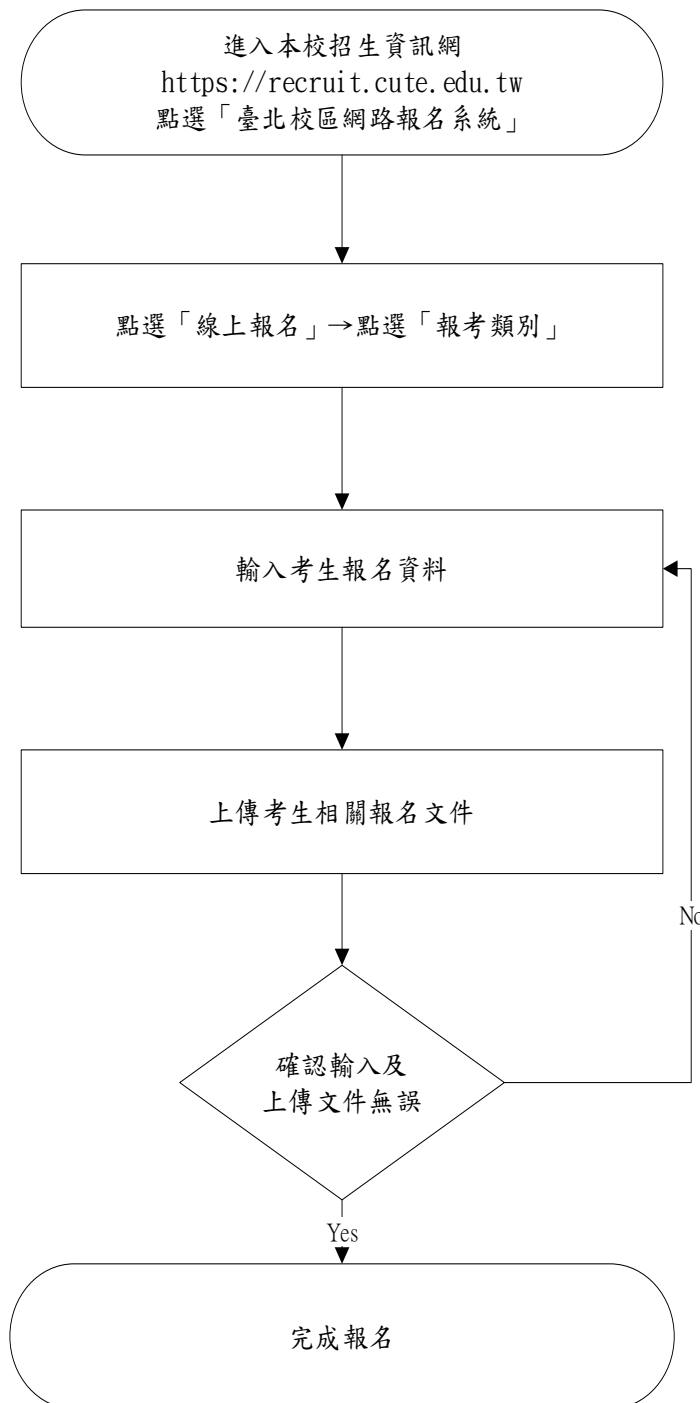 進入本校招生資訊網
https://recruit.cute.edu.tw
點選「臺北校區網路報名系統」
點選「線上報名」→點選「報考類別」
輸入考生報名資料
上傳考生相關報名文件
No
確認輸入及
上傳文件無誤
Yes
完成報名